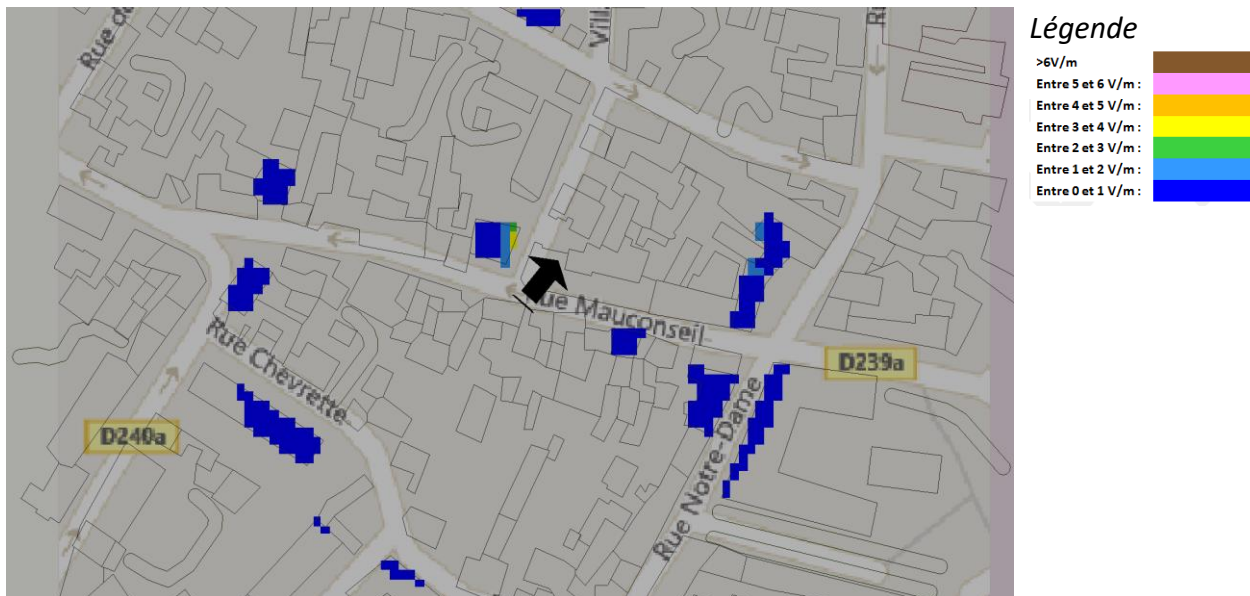 Légende
>6V/m
Entre 5 et 6 V/m :
Entre 4 et 5 V/m :
Entre 3 et 4 V/m :
Entre 2 et 3 V/m :
Entre 1 et 2 V/m :
Entre 0 et 1 V/m :
Rue
Rue Mauconseil
Rue Chevrette
D239a
D240a
Rue Notre-Dame